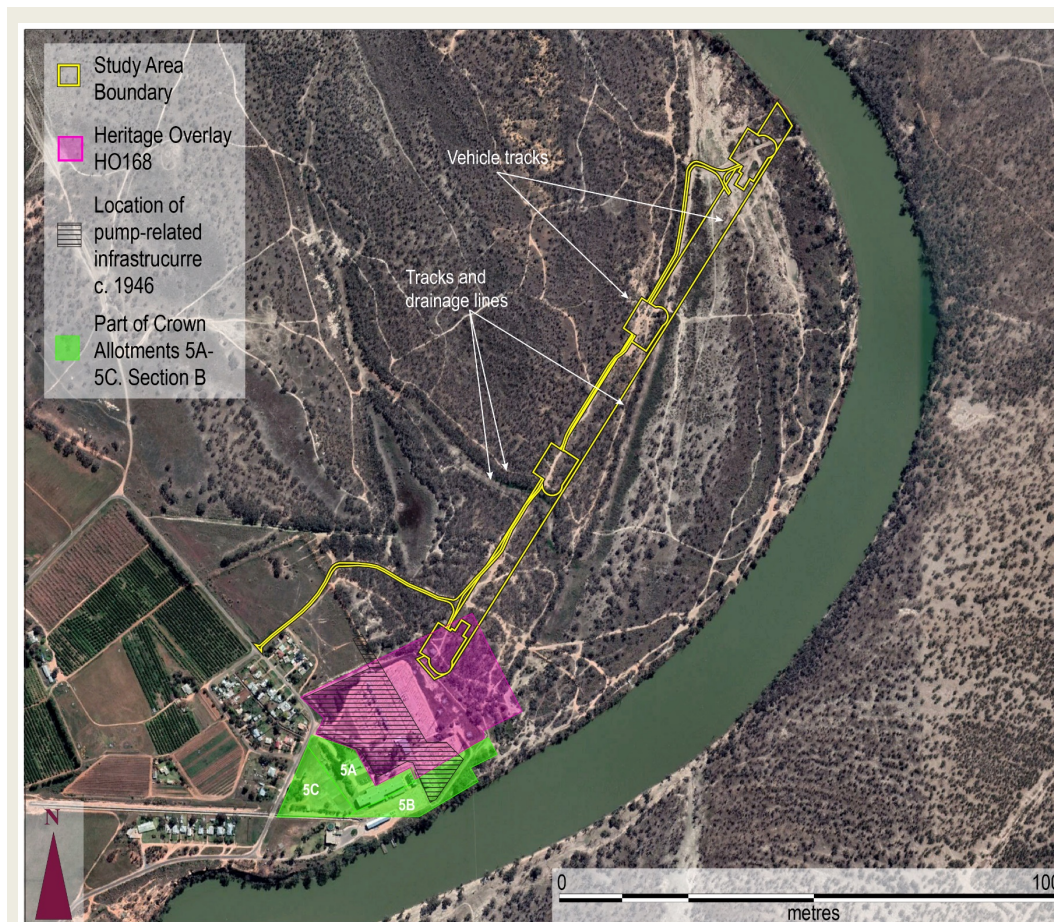 Study Area
Boundary
Heritage Overlay
HO168
Location of
pump-related
infrastrucurre
c. 1946
Part of Crown
Allotments 5A-
5C. Section B
Vehicle tracks
Tracks and
drainage lines
5A
5C
5B
N
0
100
metres